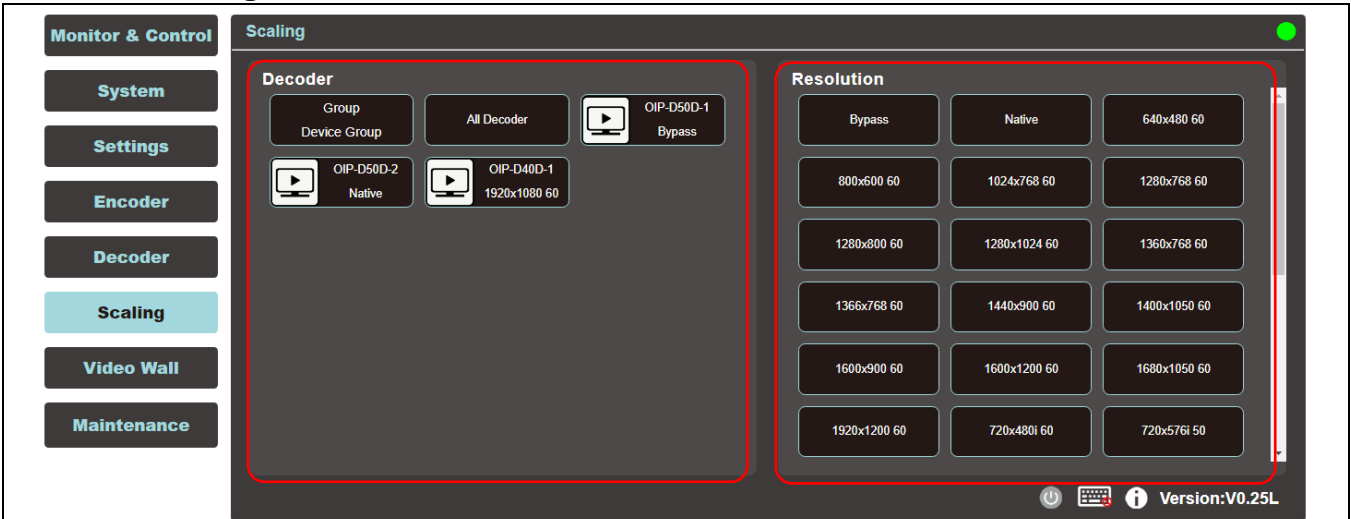 Monitor & Control
System
Settings
Encoder
Decoder
Scaling
Video Wall
Maintenance
Scaling
Decoder
Group
Device Group
All Decoder
OIP-D50D-1
Bypass
OIP-D50D-2
Native
OIP-D40D-1
1920x1080 60
Resolution
Bypass
Native
640x480 60
800x600 60
1024x768 60
1280x768 60
1280x800 60
1280x1024 60
1360x768 60
1366x768 60
1440x900 60
1400x1050 60
1600x900 60
1600x1200 60
1680x1050 60
1920x1200 60
720x480i 60
720x576i 50
Version:V0.25L